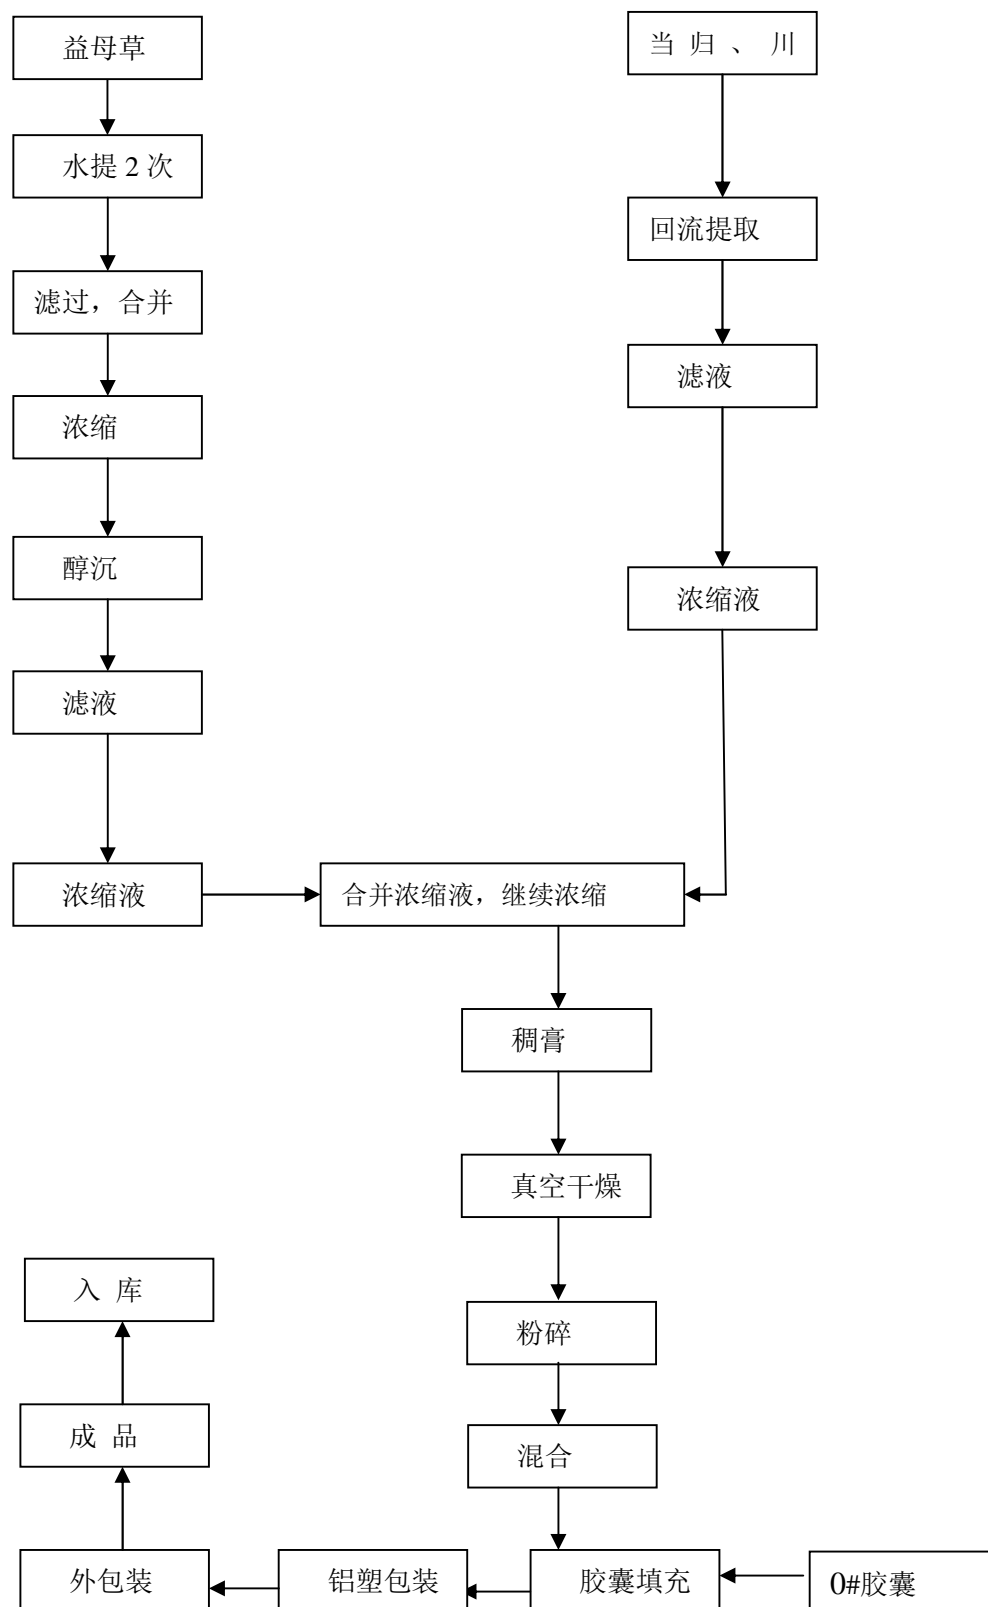 益母草
水提 2 次
滤过，合并
浓缩
醇沉
滤液
浓缩液
当 归 、 川
回流提取
滤液
浓缩液
合并浓缩液，继续浓缩
稠膏
真空干燥
粉碎
混合
胶囊填充
0#胶囊
铝塑包装
外包装
成 品
入 库